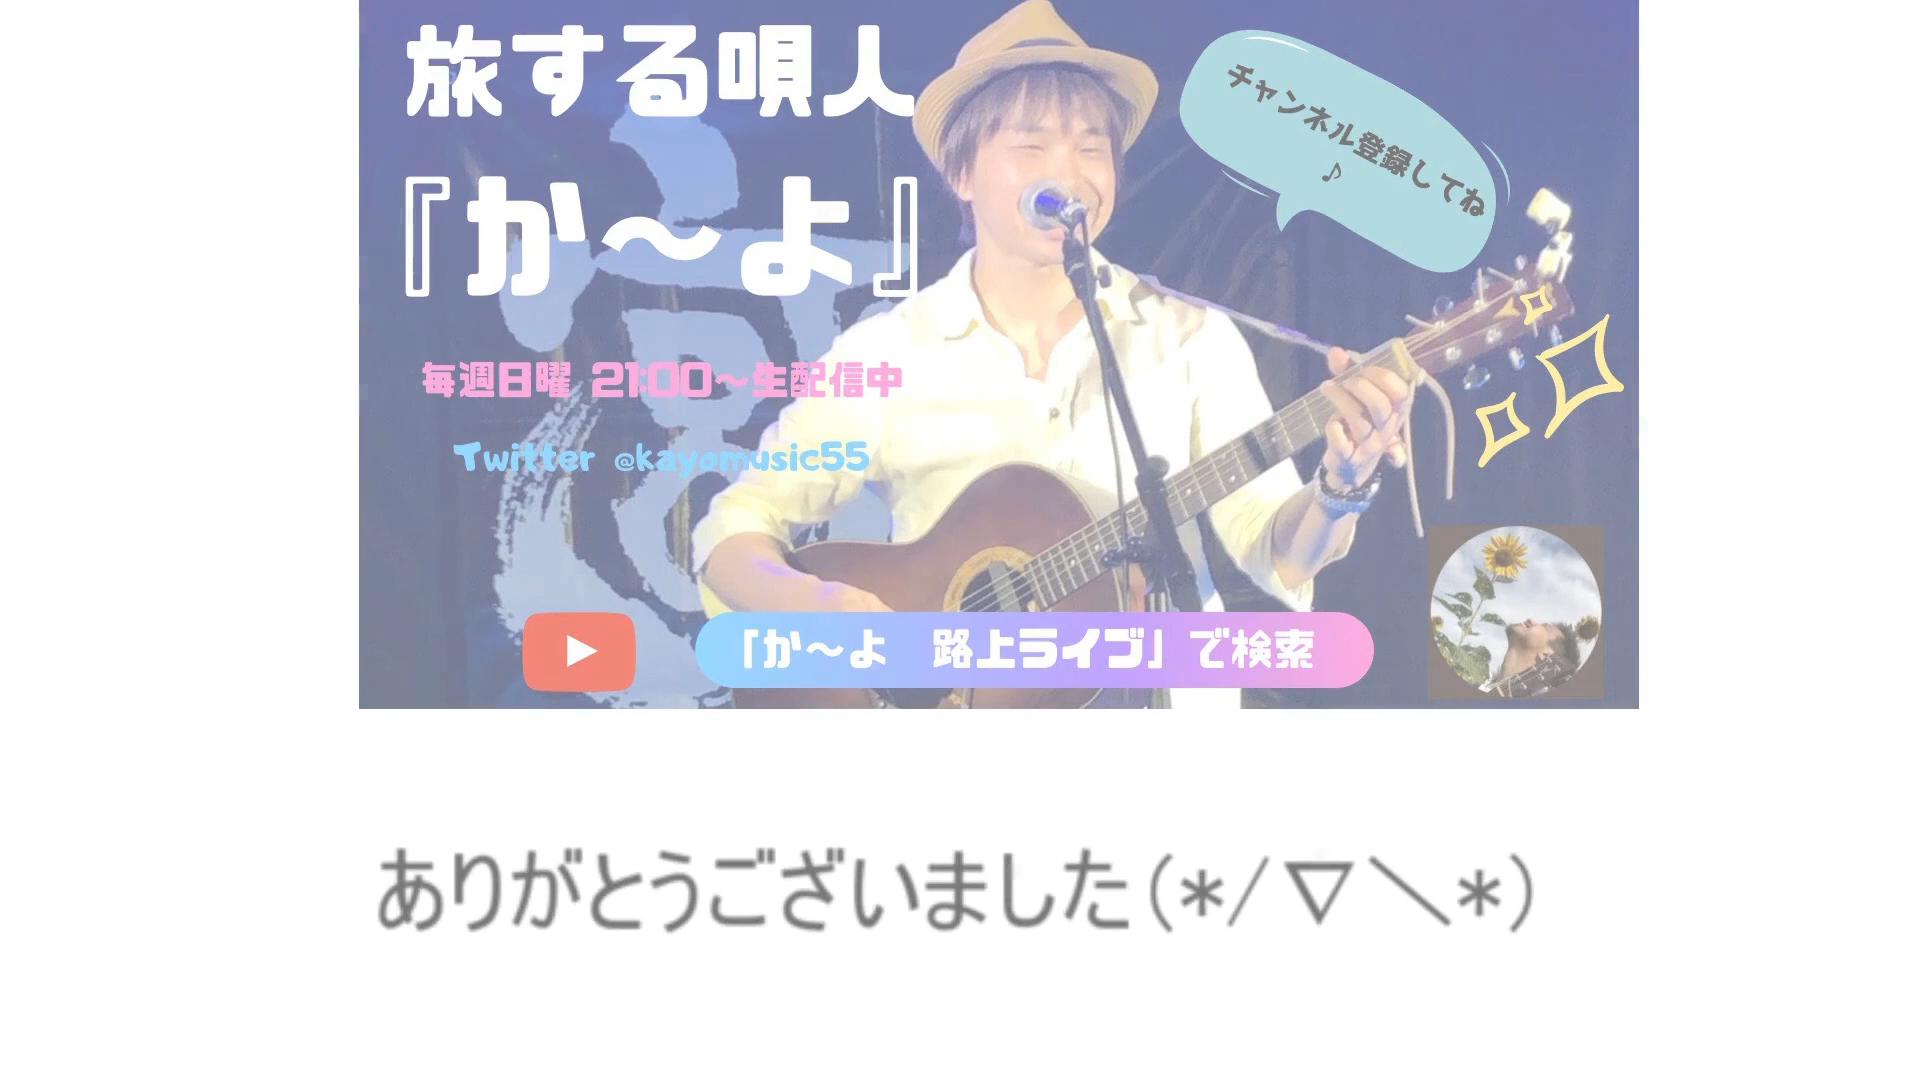 旅する唄人
『か〜よ』
チャンネル登録してね
♪
毎週日曜 21:00〜生配信中
Twitter @kayomusic55
「か〜よ 路上ライブ」で検索
ありがとうございました(*/▽＼*)